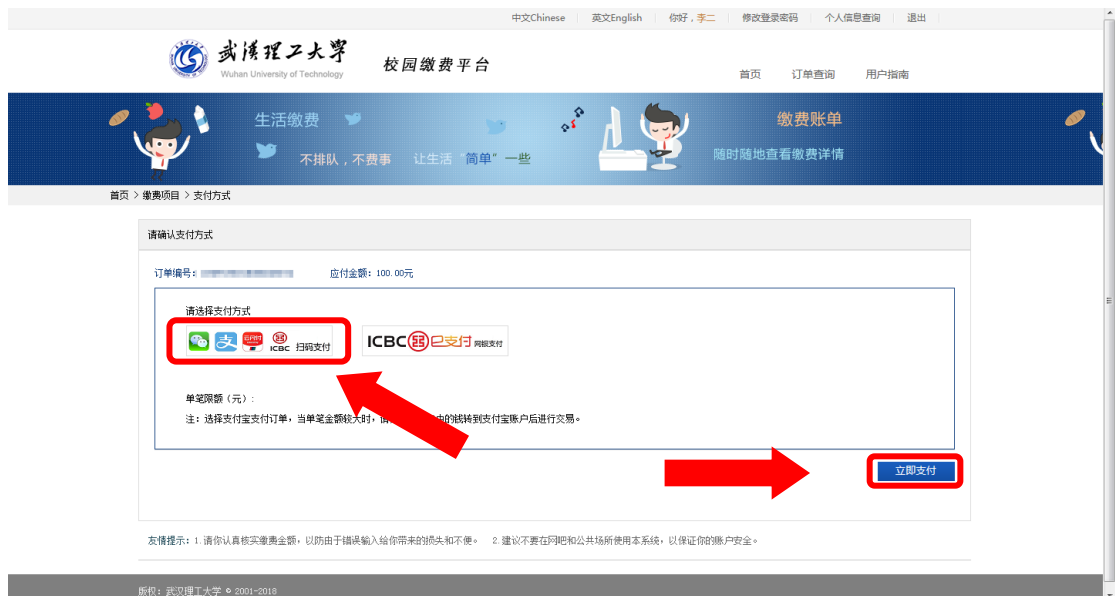 中文Chinese 英文English 你好，李二 修改登录密码 个人信息查询 退出
武漢理工大学 校园缴费平台
Wuhan University of Technology
首页 订单查询 用户指南
生活缴费 缴费账单
不排队，不费事 让生活“简单”一些 随时随地查看缴费详情
首页 > 缴费项目 > 支付方式
请确认支付方式
订单编号： 应付金额：100.00元
请选择支付方式
支 ICBC 扫码支付 ICBC e支付 网银支付
单笔限额（元）：
注：选择支付宝支付订单，当单笔金额较大时， 的钱转到支付宝账户后进行交易。
立即支付
友情提示：1.请你认真核实缴费金额，以防由于错误输入给你带来的损失和不便。 2.建议不要在网吧和公共场所使用本系统，以保证你的账户安全。
版权：武汉理工大学 © 2001-2018